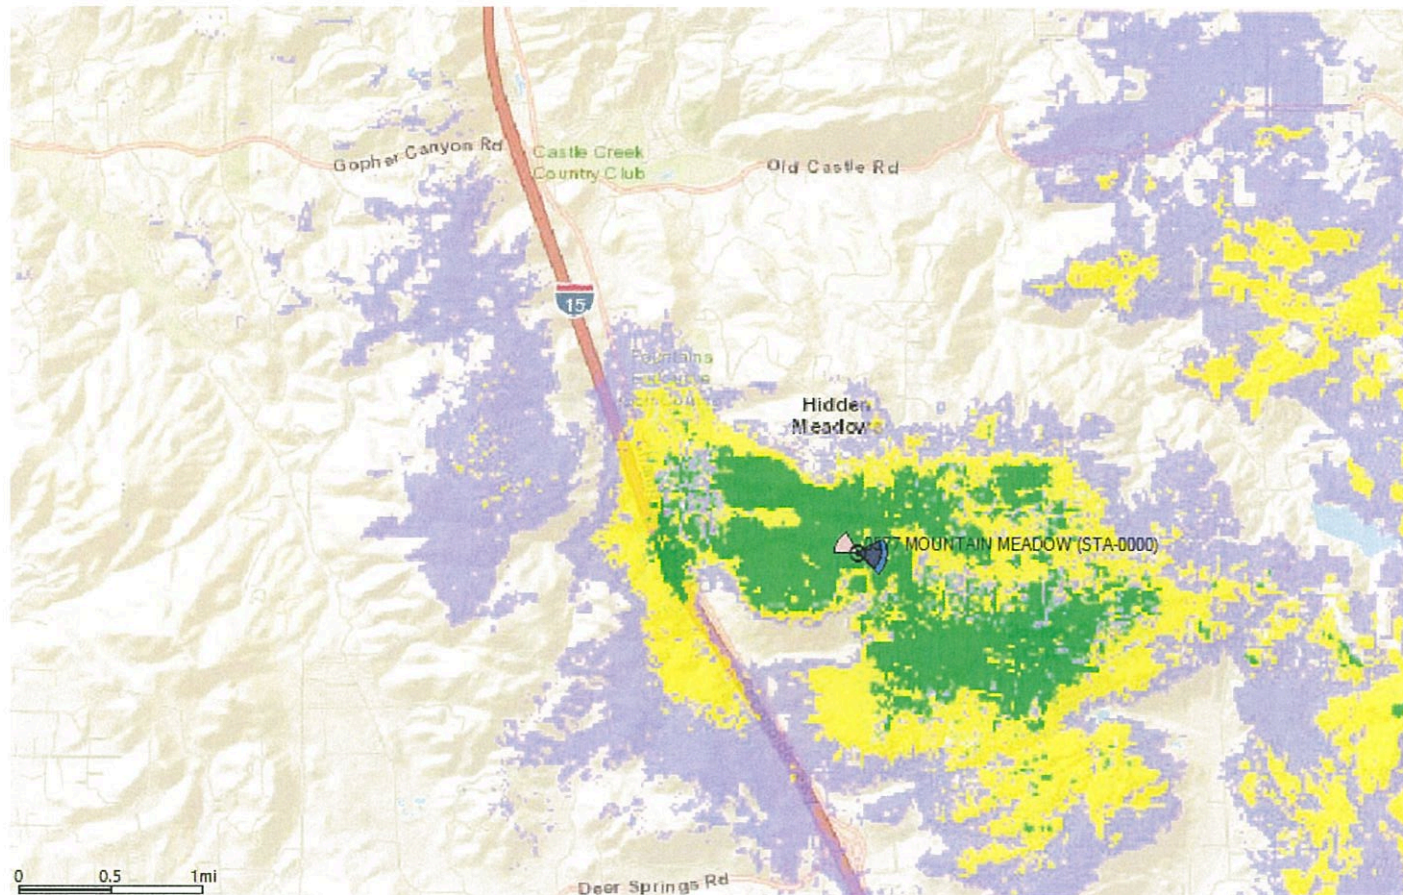 Gopher Canyon Rd
Castle Creek
Country Club
Old Castle Rd
15
Hidden
Meadows
MOUNTAIN MEADOW (STA-0000)
0 0.5 1mi
Deer Springs Rd